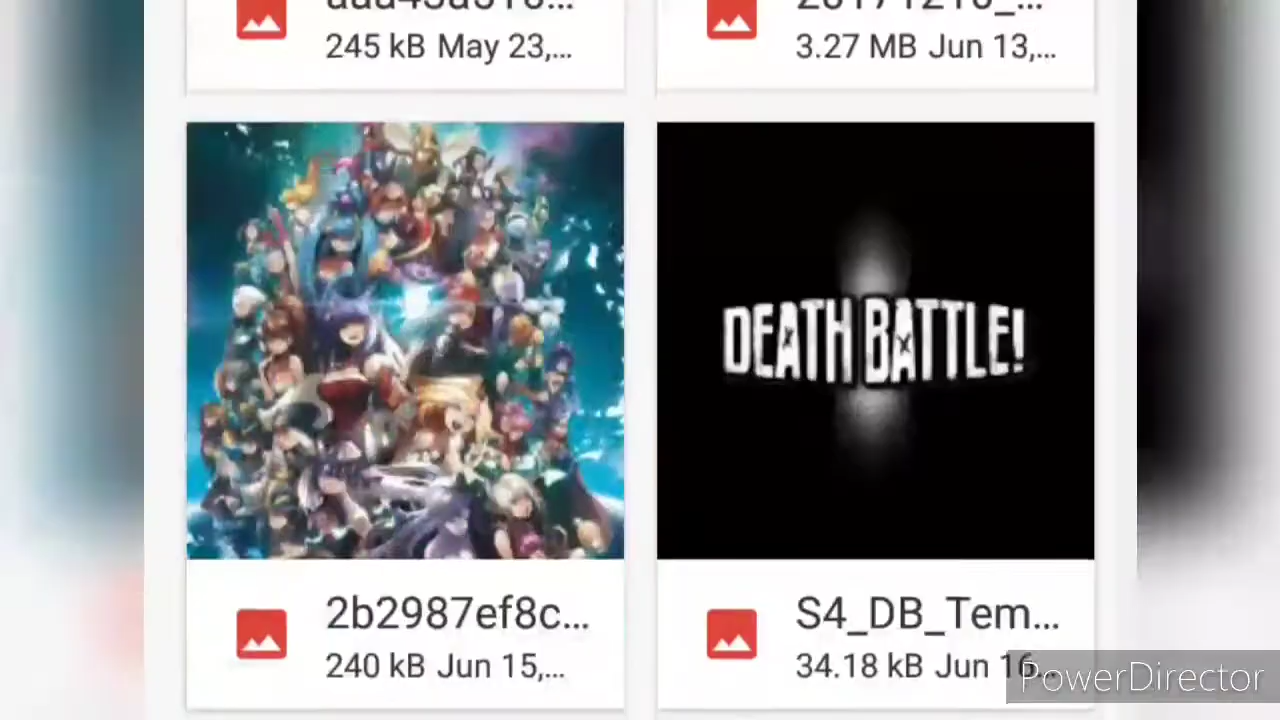 245 kB May 23,...
3.27 MB Jun 13,...
DEATH BATTLE!
2b2987ef8c...
S4_DB_Tem...
240 kB Jun 15,...
34.18 kB Jun 16...
PowerDirector